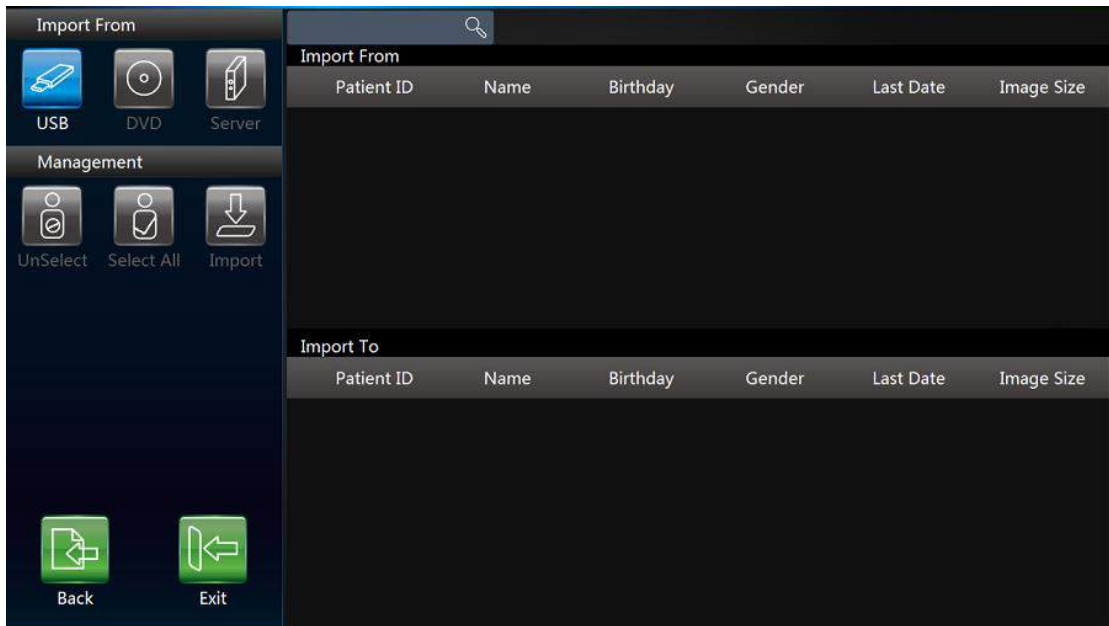 Import From
USB DVD Server
Management
UnSelect Select All Import
Back Exit
Import From
Patient ID Name Birthday Gender Last Date Image Size
Import To
Patient ID Name Birthday Gender Last Date Image Size